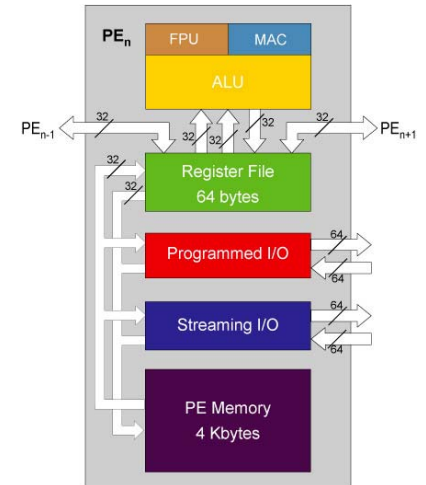 PEn
FPU
MAC
ALU
32
32
32
32
32
PEn-1
PEn+1
32
32
Register File
64 bytes
Programmed I/O
64
64
Streaming I/O
64
64
PE Memory
4 Kbytes